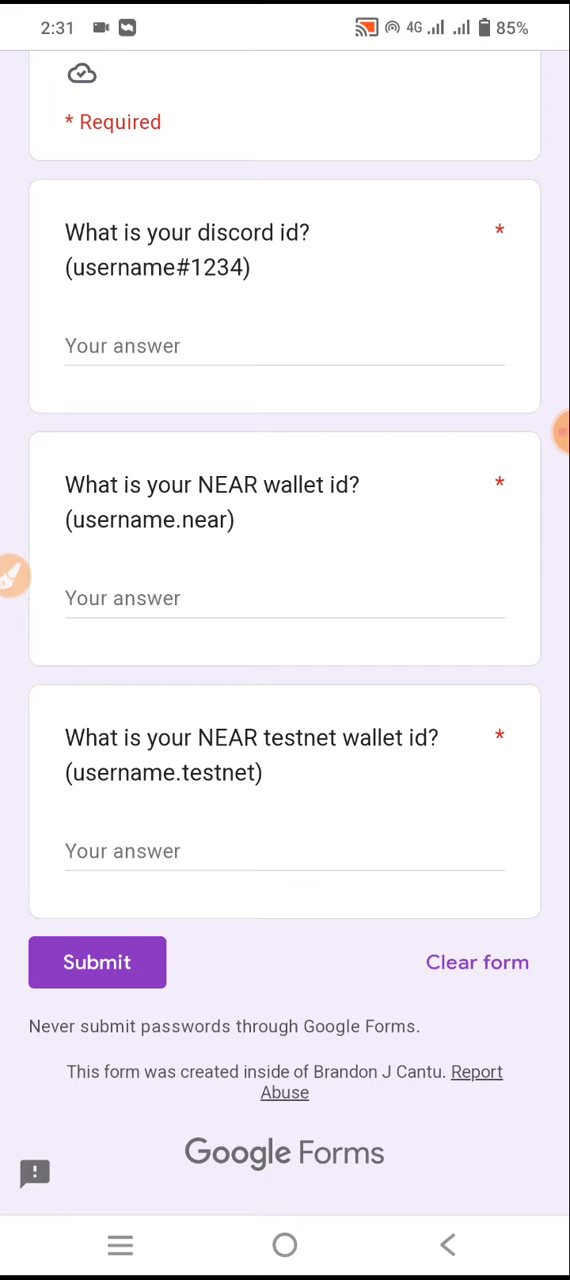 2:31 4G 85%
* Required
What is your discord id? *
(username#1234)
Your answer
What is your NEAR wallet id? *
(username.near)
Your answer
What is your NEAR testnet wallet id? *
(username.testnet)
Your answer
Submit Clear form
Never submit passwords through Google Forms.
This form was created inside of Brandon J Cantu. Report
Abuse
Google Forms